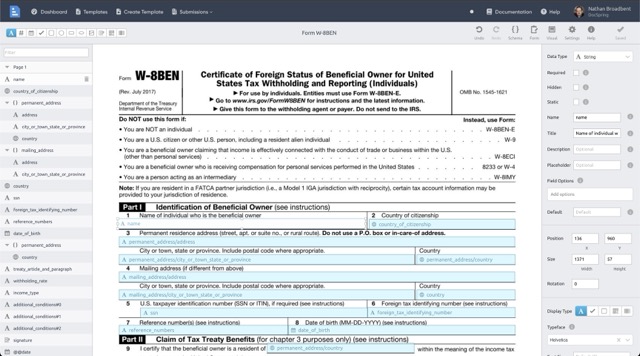 Dashboard Templates Create Template Submissions Documentation Help Nathan Broadbent
DocSpring
Form W-8BEN
Undo Redo Form Visual Settings Help Saved
Filter
Page 1
name
country_of_citizenship
permanent_address
address
city_or_town_state_or_province
mailing_address
address
city_or_town_state_or_province
country
ssn
foreign_tax_identifying_number
reference_numbers
date_of_birth
permanent_address
country
treaty_article_and_paragraph
withholding_rate
income_type
additional_conditions#0
additional_conditions#1
additional_conditions#2
signature
@@date
Form W-8BEN
(Rev. July 2017)
Department of the Treasury
Internal Revenue Service
Certificate of Foreign Status of Beneficial Owner for United
States Tax Withholding and Reporting (Individuals)
▶ For use by individuals. Entities must use Form W-8BEN-E.
▶ Go to www.irs.gov/FormW8BEN for instructions and the latest information.
▶ Give this form to the withholding agent or payer. Do not send to the IRS.
OMB No. 1545-1621
Do NOT use this form if: Instead, use Form:
• You are NOT an individual W-8BEN-E
• You are a U.S. citizen or other U.S. person, including a resident alien individual W-9
• You are a beneficial owner claiming that income is effectively connected with the conduct of trade or business within the U.S.
(other than personal services) W-8ECI
• You are a beneficial owner who is receiving compensation for personal services performed in the United States 8233 or W-4
• You are a person acting as an intermediary W-8IMY
Note: If you are resident in a FATCA partner jurisdiction (i.e., a Model 1 IGA jurisdiction with reciprocity), certain tax account information may be
provided to your jurisdiction of residence.
Part I Identification of Beneficial Owner (see instructions)
1 Name of individual who is the beneficial owner 2 Country of citizenship
name country_of_citizenship
3 Permanent residence address (street, apt. or suite no., or rural route). Do not use a P.O. box or in-care-of address.
permanent_address/address
City or town, state or province. Include postal code where appropriate. Country
permanent_address/city_or_town_state_or_province permanent_address/country
4 Mailing address (if different from above)
mailing_address/address
City or town, state or province. Include postal code where appropriate. Country
mailing_address/city_or_town_state_or_province country
5 U.S. taxpayer identification number (SSN or ITIN), if required (see instructions) 6 Foreign tax identifying number (see instructions)
ssn foreign_tax_identifying_number
7 Reference number(s) (see instructions) 8 Date of birth (MM-DD-YYYY) (see instructions)
reference_numbers date_of_birth
Part II Claim of Tax Treaty Benefits (for chapter 3 purposes only) (see instructions)
9 I certify that the beneficial owner is a resident of permanent_address/country within the meaning of the income tax
Data Type String
Required
Hidden
Static
Name name
Title Name of individual w
Description Optional
Placeholder Optional
Field Options
Add options
Default Default
Position 136 960
X Y
Size 1371 57
Width Height
Rotation 0
Display Type
Typeface
Helvetica